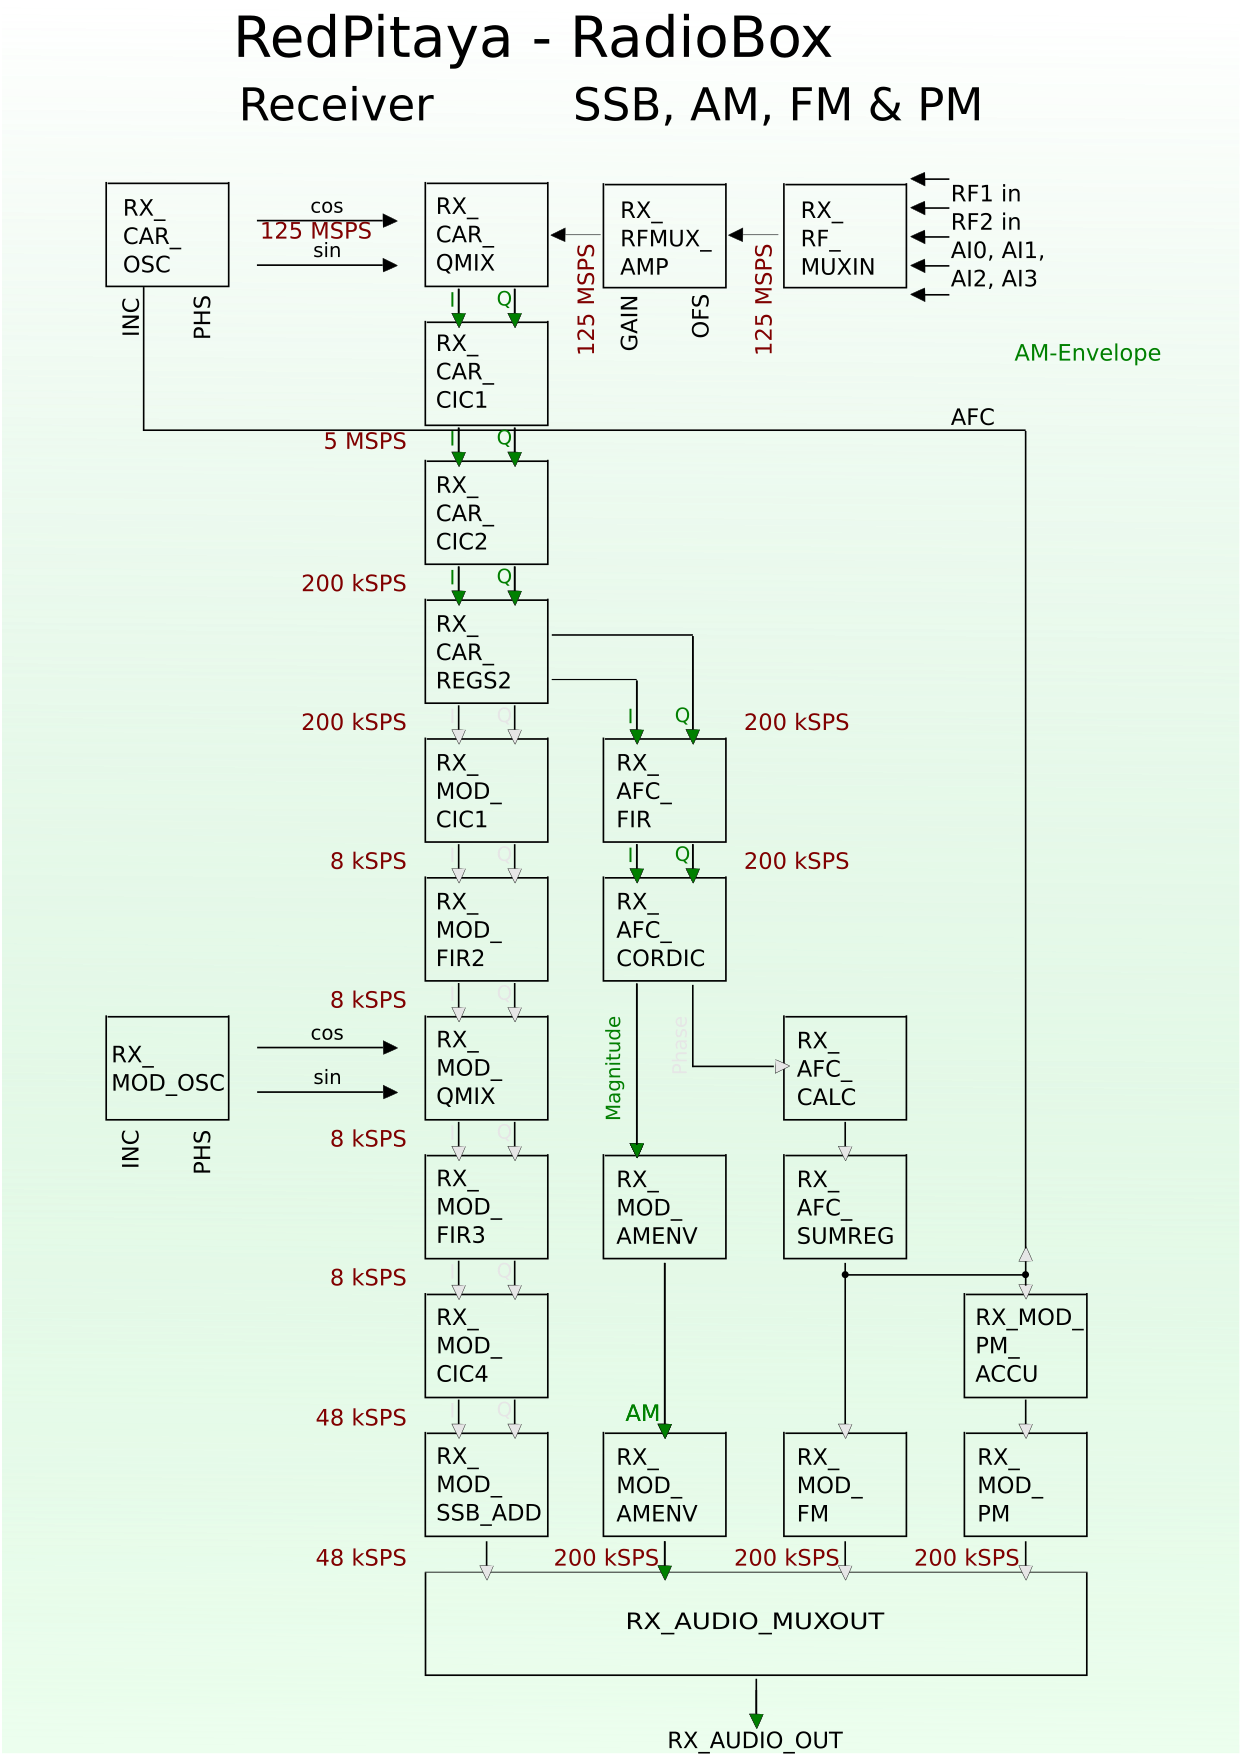 RedPitaya - RadioBox
Receiver SSB, AM, FM & PM
RX_
CAR_
OSC
INC
PHS
cos
125 MSPS
sin
RX_
CAR_
QMIX
125 MSPS
RX_
RFMUX_
AMP
GAIN
OFS
125 MSPS
RX_
RF_
MUXIN
RF1 in
RF2 in
AI0, AI1,
AI2, AI3
AM-Envelope
I Q
RX_
CAR_
CIC1
AFC
5 MSPS
I Q
RX_
CAR_
CIC2
200 kSPS
I Q
RX_
CAR_
REGS2
200 kSPS
I Q
I Q
200 kSPS
RX_
MOD_
CIC1
RX_
AFC_
FIR
8 kSPS
I Q
I Q
200 kSPS
RX_
MOD_
FIR2
RX_
AFC_
CORDIC
8 kSPS
I Q
Magnitude
Phase
RX_
MOD_OSC
INC
PHS
cos
sin
RX_
MOD_
QMIX
RX_
AFC_
CALC
8 kSPS
I Q
RX_
MOD_
FIR3
RX_
MOD_
AMENV
RX_
AFC_
SUMREG
8 kSPS
I Q
RX_
MOD_
CIC4
RX_MOD_
PM_
ACCU
48 kSPS
I Q
AM
RX_
MOD_
SSB_ADD
RX_
MOD_
AMENV
RX_
MOD_
FM
RX_
MOD_
PM
48 kSPS
200 kSPS
200 kSPS
200 kSPS
RX_AUDIO_MUXOUT
RX_AUDIO_OUT